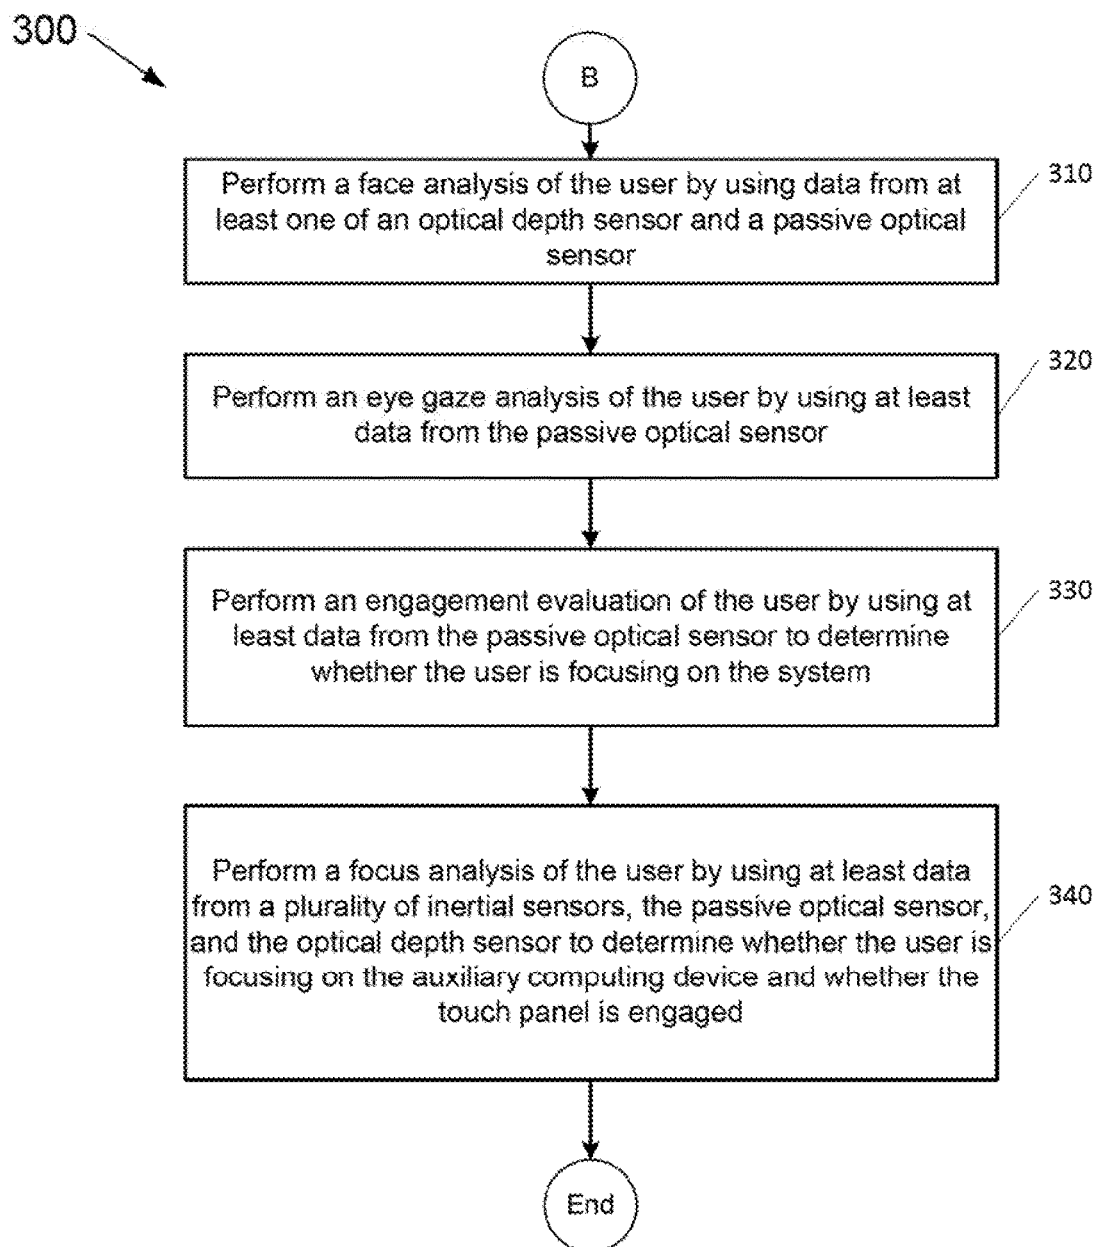 300
B
Perform a face analysis of the user by using data from at
least one of an optical depth sensor and a passive optical
sensor
310
Perform an eye gaze analysis of the user by using at least
data from the passive optical sensor
320
Perform an engagement evaluation of the user by using at
least data from the passive optical sensor to determine
whether the user is focusing on the system
330
Perform a focus analysis of the user by using at least data
from a plurality of inertial sensors, the passive optical sensor,
and the optical depth sensor to determine whether the user is
focusing on the auxiliary computing device and whether the
touch panel is engaged
340
End